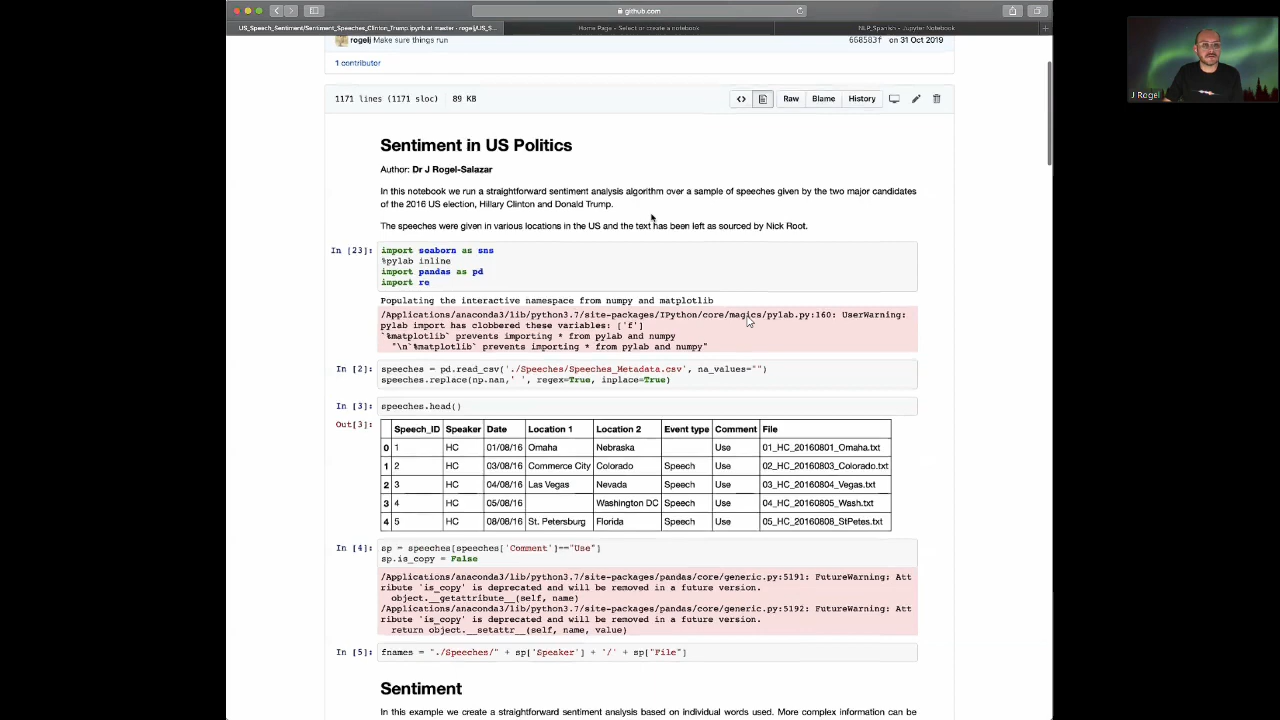 github.com
US_Speech_Sentiment/Sentiment_Speeches_Clinton_Trump.ipynb at master · rogelj/US_S...
Home Page - Select or create a notebook
NLP_Spanish - Jupyter Notebook
rogelj Make sure things run
668583f on 31 Oct 2019
1 contributor
1171 lines (1171 sloc) 89 KB
Raw Blame History
J Rogel
Sentiment in US Politics
Author: Dr J Rogel-Salazar
In this notebook we run a straightforward sentiment analysis algorithm over a sample of speeches given by the two major candidates
of the 2016 US election, Hillary Clinton and Donald Trump.
The speeches were given in various locations in the US and the text has been left as sourced by Nick Root.
In [23]: import seaborn as sns
%pylab inline
import pandas as pd
import re
Populating the interactive namespace from numpy and matplotlib
/Applications/anaconda3/lib/python3.7/site-packages/IPython/core/magics/pylab.py:160: UserWarning:
pylab import has clobbered these variables: ['f']
`%matplotlib` prevents importing * from pylab and numpy
"\n`%matplotlib` prevents importing * from pylab and numpy"
In [2]: speeches = pd.read_csv('./Speeches/Speeches_Metadata.csv', na_values="")
speeches.replace(np.nan,' ', regex=True, inplace=True)
In [3]: speeches.head()
Out[3]:
Speech_ID Speaker Date Location 1 Location 2 Event type Comment File
0 1 HC 01/08/16 Omaha Nebraska Use 01_HC_20160801_Omaha.txt
1 2 HC 03/08/16 Commerce City Colorado Speech Use 02_HC_20160803_Colorado.txt
2 3 HC 04/08/16 Las Vegas Nevada Speech Use 03_HC_20160804_Vegas.txt
3 4 HC 05/08/16 Washington DC Speech Use 04_HC_20160805_Wash.txt
4 5 HC 08/08/16 St. Petersburg Florida Speech Use 05_HC_20160808_StPetes.txt
In [4]: sp = speeches[speeches['Comment']=="Use"]
sp.is_copy = False
/Applications/anaconda3/lib/python3.7/site-packages/pandas/core/generic.py:5191: FutureWarning: Att
ribute 'is_copy' is deprecated and will be removed in a future version.
object.__getattribute__(self, name)
/Applications/anaconda3/lib/python3.7/site-packages/pandas/core/generic.py:5192: FutureWarning: Att
ribute 'is_copy' is deprecated and will be removed in a future version.
return object.__setattr__(self, name, value)
In [5]: fnames = "./Speeches/" + sp['Speaker'] + '/' + sp["File"]
Sentiment
In this example we create a straightforward sentiment analysis based on individual words used. More complex information can be